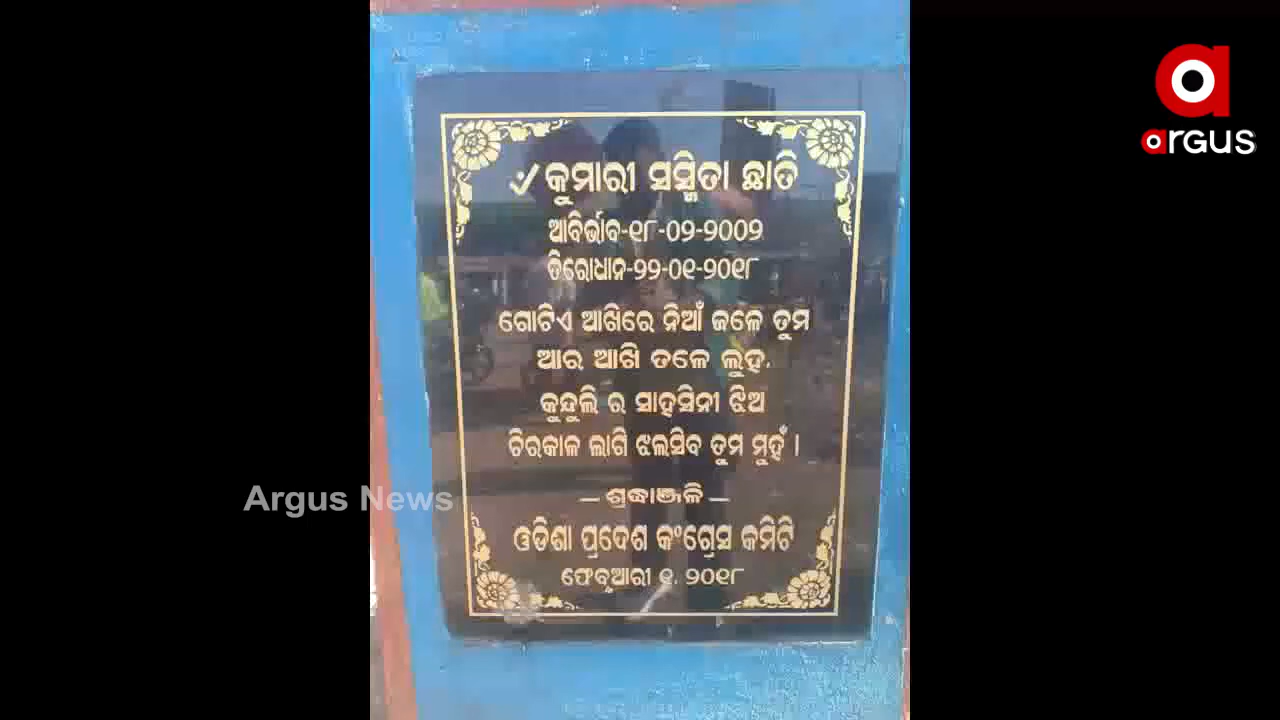 argus
ଓ କୁମାରୀ ସସ୍ମିତା ଛାତି
ଆବିର୍ଭାବ-୧୮-୦୨-୨୦୦୨
ତିରୋଧାନ-୨୨-୦୧-୨୦୧୮
ଗୋଟିଏ ଆଖିରେ ନିଆଁ ଜଳେ ତୁମ
ଆର ଆଖି ତଳେ ଲୁହ.
କୁନ୍ଦୁଲି ର ସାହସିନୀ ଝିଅ
ଚିରକାଳ ଲାଗି ଝଲସିବ ତୁମ ମୁହଁ ।
Argus News
— ଶ୍ରଦ୍ଧାଞ୍ଜଳି —
ଓଡିଶା ପ୍ରଦେଶ କଂଗ୍ରେସ କମିଟି
ଫେବୃଆରୀ ୧. ୨୦୧୮